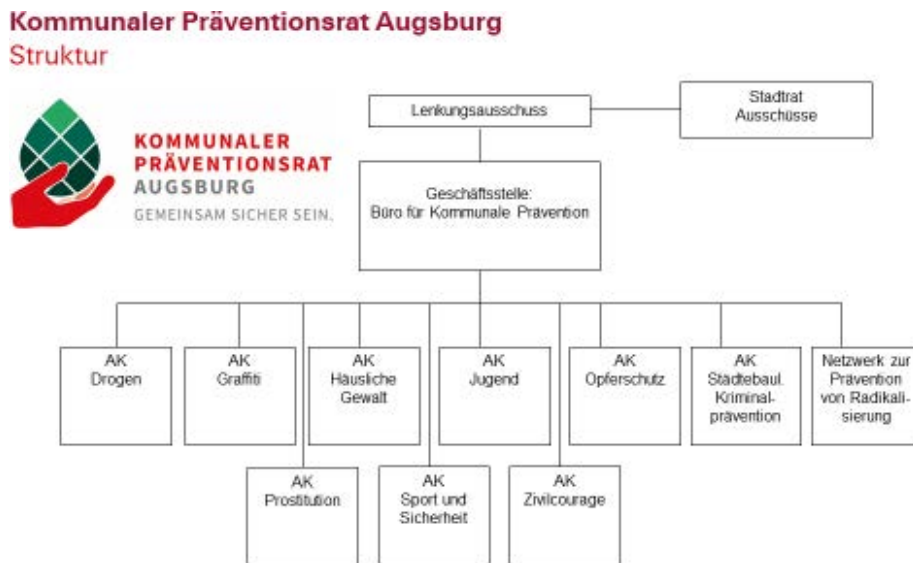 Kommunaler Präventionsrat Augsburg
Struktur
KOMMUNALER
PRÄVENTIONSRAT
AUGSBURG
GEMEINSAM SICHER SEIN.
Lenkungsausschuss
Stadtrat
Ausschüsse
Geschäftsstelle:
Büro für Kommunale Prävention
AK
Drogen
AK
Graffiti
AK
Häusliche
Gewalt
AK
Jugend
AK
Opferschutz
AK
Städtebaul.
Kriminal-
prävention
Netzwerk zur
Prävention
von Radikali-
sierung
AK
Prostitution
AK
Sport und
Sicherheit
AK
Zivilcourage